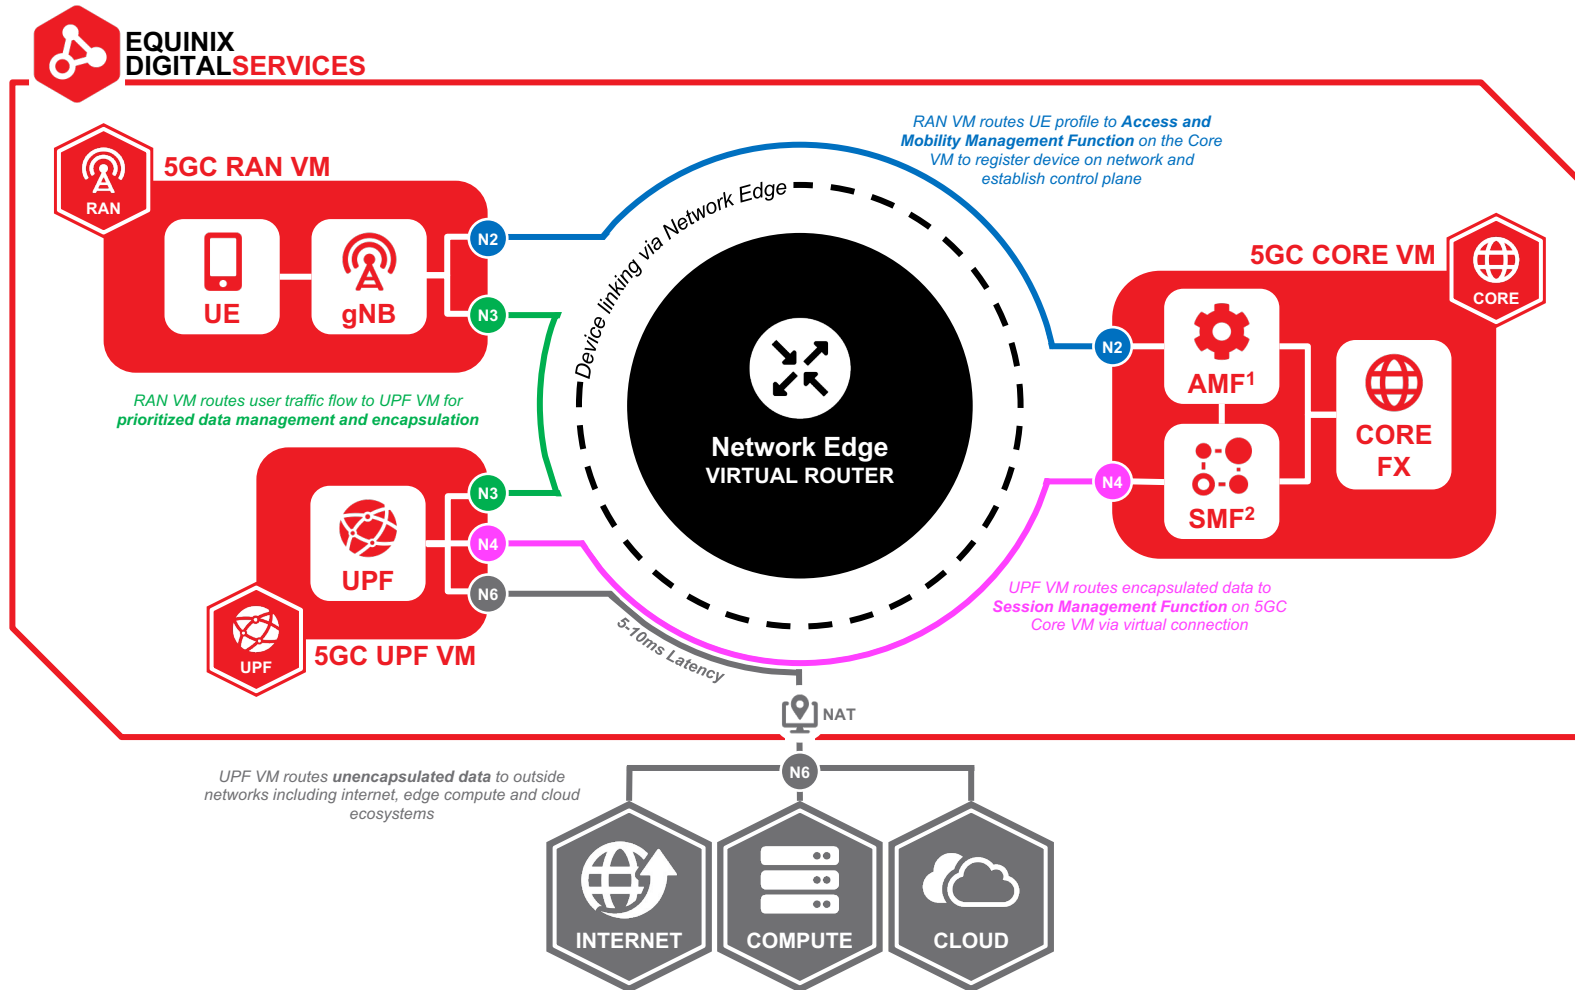 EQUINIX
DIGITALSERVICES
RAN VM routes UE profile to Access and
Mobility Management Function on the Core
VM to register device on network and
establish control plane
5GC RAN VM
RAN
UE
gNB
N2
N3
Device linking via Network Edge
5GC CORE VM
CORE
N2
AMF¹
CORE
FX
N4
SMF²
Network Edge
VIRTUAL ROUTER
RAN VM routes user traffic flow to UPF VM for
prioritized data management and encapsulation
N3
N4
N6
UPF
UPF
5GC UPF VM
5-10ms Latency
UPF VM routes encapsulated data to
Session Management Function on 5GC
Core VM via virtual connection
NAT
N6
UPF VM routes unencapsulated data to outside
networks including internet, edge compute and cloud
ecosystems
INTERNET
COMPUTE
CLOUD